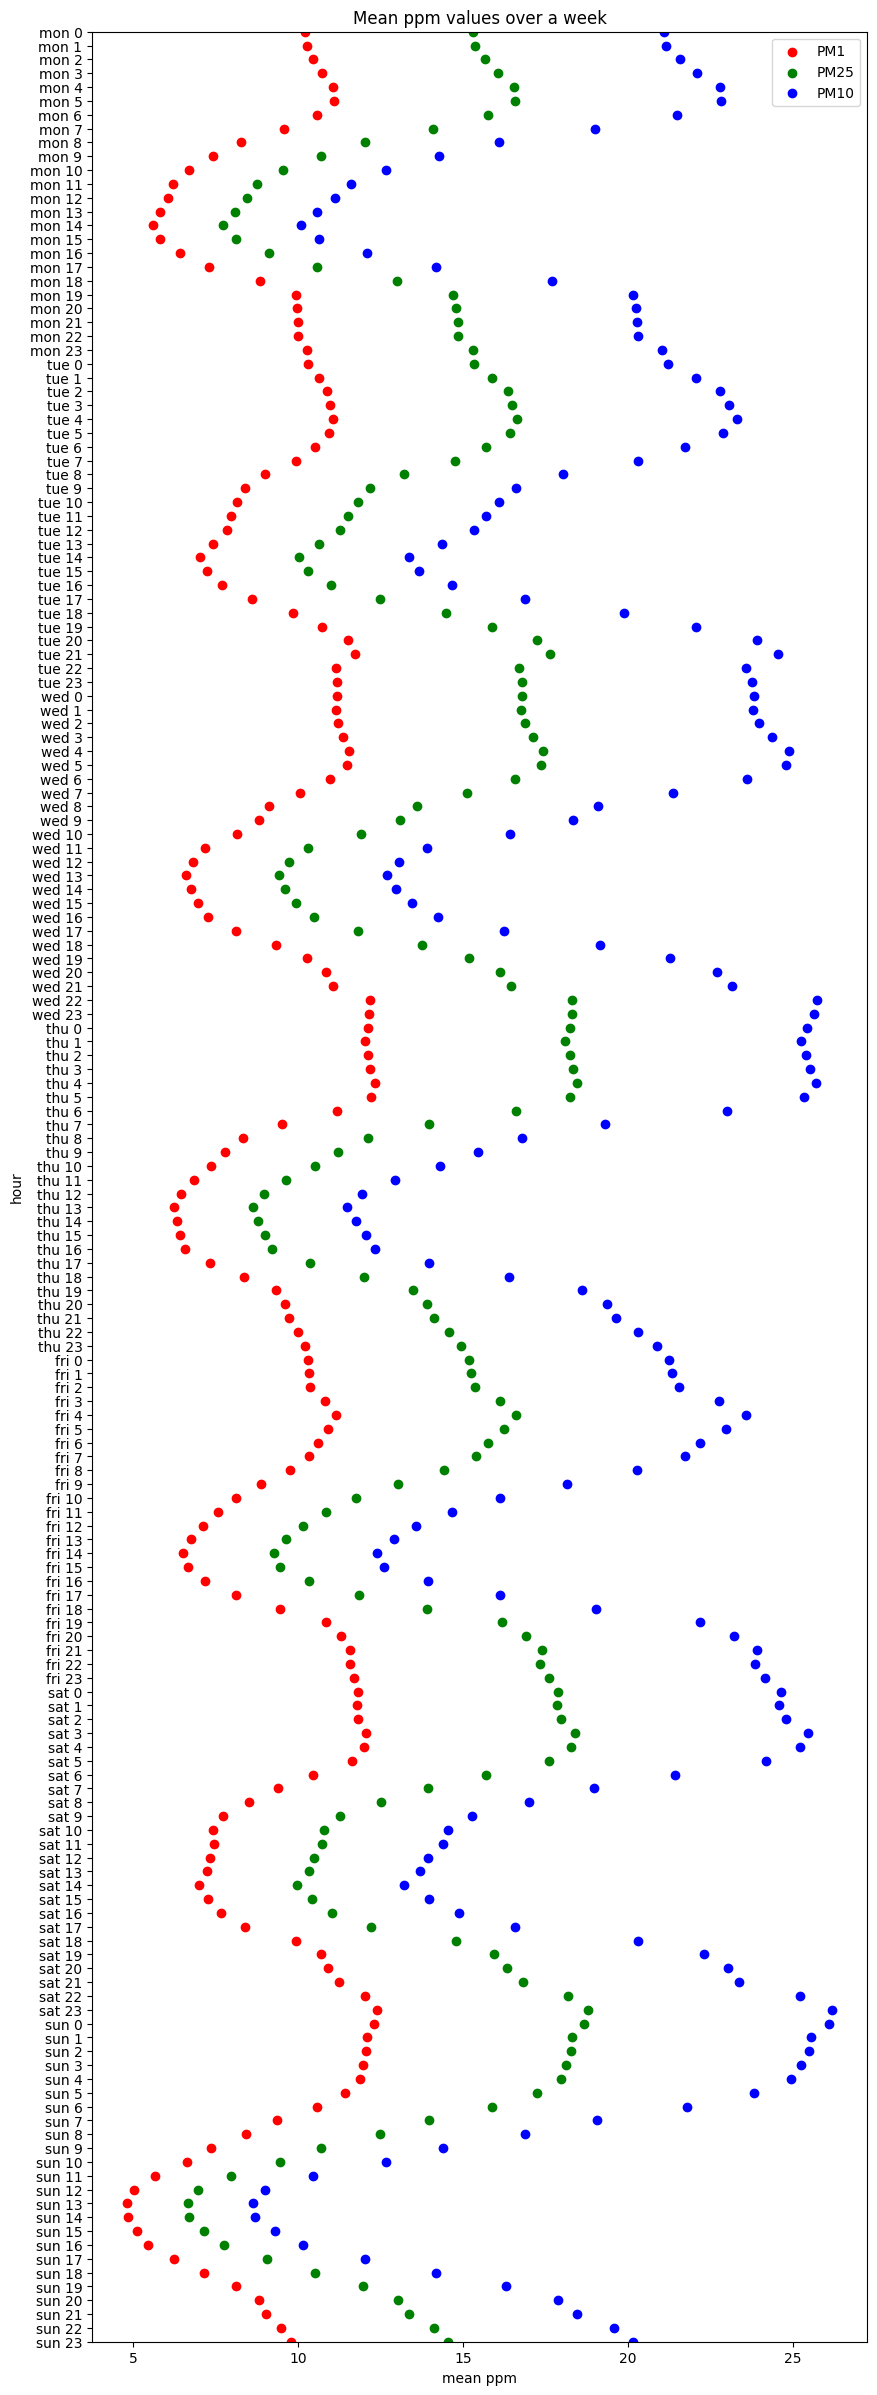 Mean ppm values over a week
PM1
PM25
PM10
mon 0
mon 1
mon 2
mon 3
mon 4
mon 5
mon 6
mon 7
mon 8
mon 9
mon 10
mon 11
mon 12
mon 13
mon 14
mon 15
mon 16
mon 17
mon 18
mon 19
mon 20
mon 21
mon 22
mon 23
tue 0
tue 1
tue 2
tue 3
tue 4
tue 5
tue 6
tue 7
tue 8
tue 9
tue 10
tue 11
tue 12
tue 13
tue 14
tue 15
tue 16
tue 17
tue 18
tue 19
tue 20
tue 21
tue 22
tue 23
wed 0
wed 1
wed 2
wed 3
wed 4
wed 5
wed 6
wed 7
wed 8
wed 9
wed 10
wed 11
wed 12
wed 13
wed 14
wed 15
wed 16
wed 17
wed 18
wed 19
wed 20
wed 21
wed 22
wed 23
thu 0
thu 1
thu 2
thu 3
thu 4
thu 5
thu 6
thu 7
thu 8
thu 9
thu 10
thu 11
thu 12
thu 13
thu 14
thu 15
thu 16
thu 17
thu 18
thu 19
thu 20
thu 21
thu 22
thu 23
fri 0
fri 1
fri 2
fri 3
fri 4
fri 5
fri 6
fri 7
fri 8
fri 9
fri 10
fri 11
fri 12
fri 13
fri 14
fri 15
fri 16
fri 17
fri 18
fri 19
fri 20
fri 21
fri 22
fri 23
sat 0
sat 1
sat 2
sat 3
sat 4
sat 5
sat 6
sat 7
sat 8
sat 9
sat 10
sat 11
sat 12
sat 13
sat 14
sat 15
sat 16
sat 17
sat 18
sat 19
sat 20
sat 21
sat 22
sat 23
sun 0
sun 1
sun 2
sun 3
sun 4
sun 5
sun 6
sun 7
sun 8
sun 9
sun 10
sun 11
sun 12
sun 13
sun 14
sun 15
sun 16
sun 17
sun 18
sun 19
sun 20
sun 21
sun 22
sun 23
hour
5 10 15 20 25
mean ppm